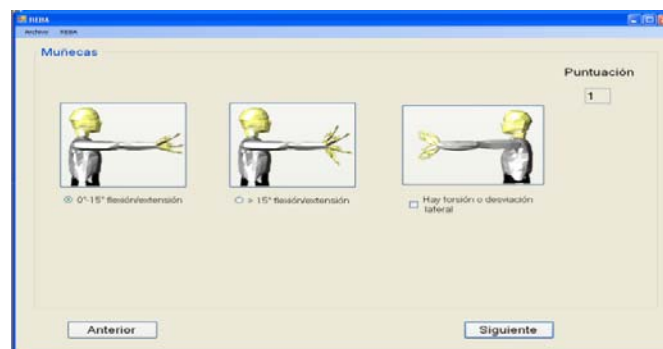 REBA
Archivo REBA
Muñecas
Puntuación
1
0°-15° flexión/extensión
> 15° flexión/extensión
Hay torsión o desviación
lateral
Anterior
Siguiente